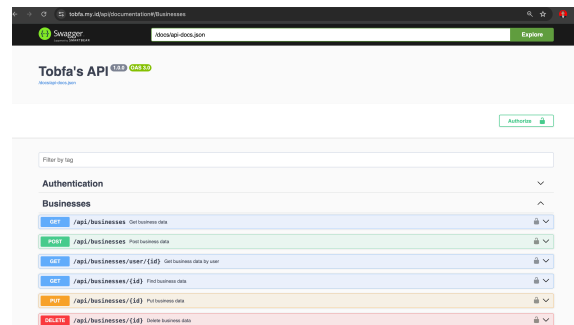 tobfa.my.id/api/documentation#/Businesses
Swagger
/docs/api-docs.json
Explore
Supported by SMARTBEAR
Tobfa's API 1.0.0 OAS 3.0
/docs/api-docs.json
Authorize
Filter by tag
Authentication
Businesses
GET /api/businesses Get business data
POST /api/businesses Post business data
GET /api/businesses/user/{id} Get business data by user
GET /api/businesses/{id} Find business data
PUT /api/businesses/{id} Put business data
DELETE /api/businesses/{id} Delete business data